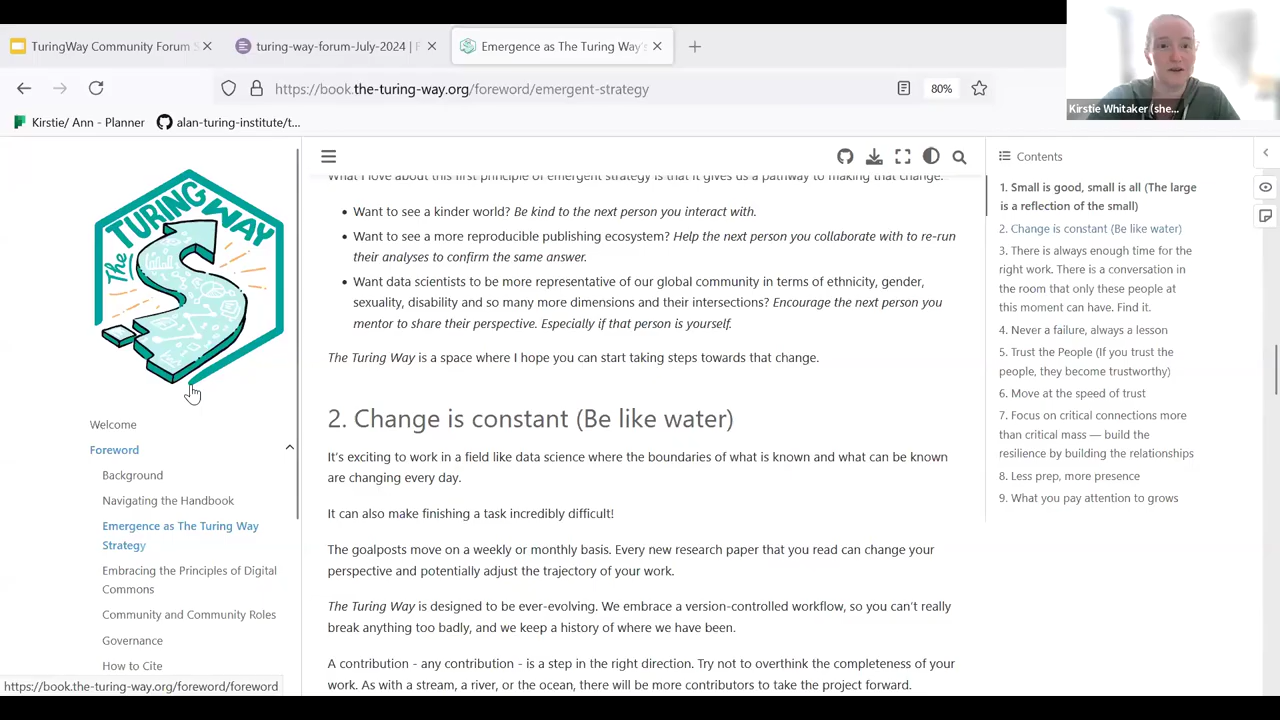 TuringWay Community Forum S
turing-way-forum-July-2024 | F
Emergence as The Turing Way's
https://book.the-turing-way.org/foreword/emergent-strategy
80%
Kirstie/ Ann - Planner
alan-turing-institute/t...
Kirstie Whitaker (she...
The TURING WAY
CHANGE
Welcome
Foreword
Background
Navigating the Handbook
Emergence as The Turing Way
Strategy
Embracing the Principles of Digital
Commons
Community and Community Roles
Governance
How to Cite
https://book.the-turing-way.org/foreword/foreword
What I love about this first principle of emergent strategy is that it gives us a pathway to making that change.
• Want to see a kinder world? Be kind to the next person you interact with.
• Want to see a more reproducible publishing ecosystem? Help the next person you collaborate with to re-run
their analyses to confirm the same answer.
• Want data scientists to be more representative of our global community in terms of ethnicity, gender,
sexuality, disability and so many more dimensions and their intersections? Encourage the next person you
mentor to share their perspective. Especially if that person is yourself.
The Turing Way is a space where I hope you can start taking steps towards that change.
2. Change is constant (Be like water)
It's exciting to work in a field like data science where the boundaries of what is known and what can be known
are changing every day.
It can also make finishing a task incredibly difficult!
The goalposts move on a weekly or monthly basis. Every new research paper that you read can change your
perspective and potentially adjust the trajectory of your work.
The Turing Way is designed to be ever-evolving. We embrace a version-controlled workflow, so you can't really
break anything too badly, and we keep a history of where we have been.
A contribution - any contribution - is a step in the right direction. Try not to overthink the completeness of your
work. As with a stream, a river, or the ocean, there will be more contributors to take the project forward.
Contents
1. Small is good, small is all (The large
is a reflection of the small)
2. Change is constant (Be like water)
3. There is always enough time for the
right work. There is a conversation in
the room that only these people at
this moment can have. Find it.
4. Never a failure, always a lesson
5. Trust the People (If you trust the
people, they become trustworthy)
6. Move at the speed of trust
7. Focus on critical connections more
than critical mass — build the
resilience by building the relationships
8. Less prep, more presence
9. What you pay attention to grows